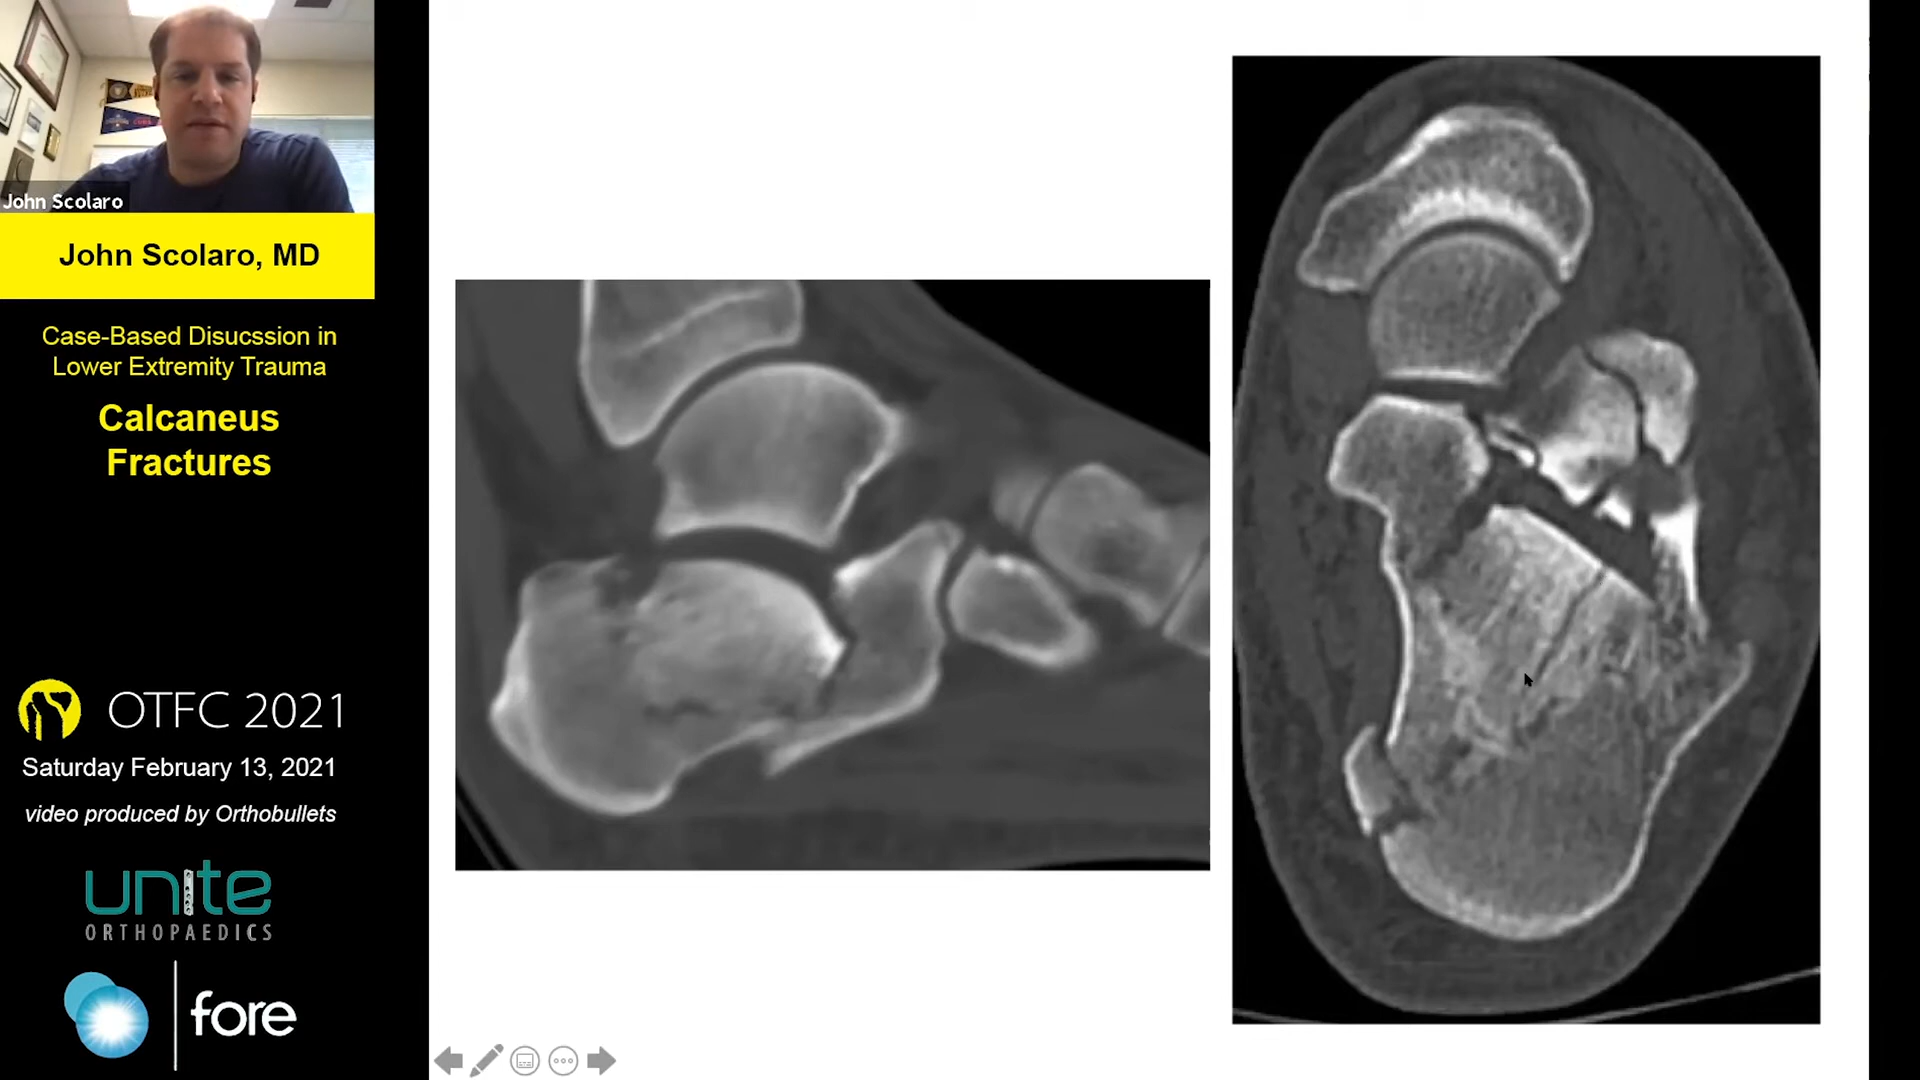 John Scolaro
John Scolaro, MD
Case-Based Disucssion in
Lower Extremity Trauma
Calcaneus
Fractures
OTFC 2021
Saturday February 13, 2021
video produced by Orthobullets
unite
ORTHOPAEDICS
fore